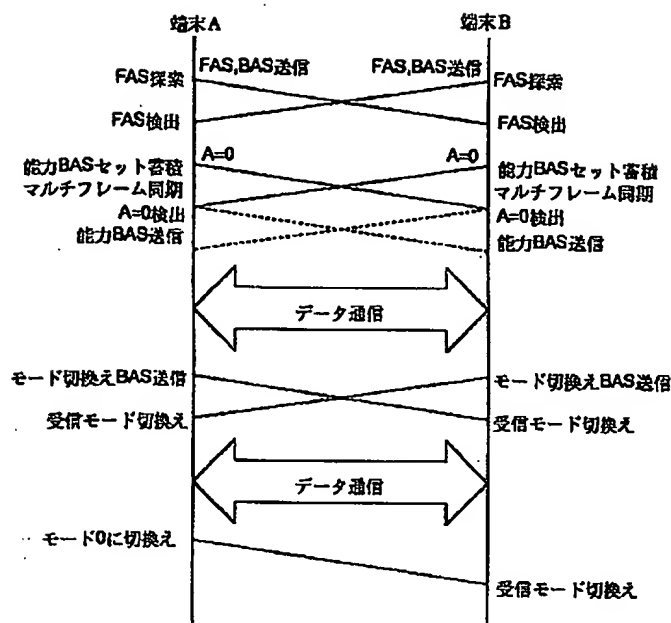 端末A 端末B
FAS,BAS送信 FAS,BAS送信
FAS探索 FAS探索
FAS検出 FAS検出
A=0 A=0
能力BASセット蓄積 能力BASセット蓄積
マルチフレーム同期 マルチフレーム同期
A=0検出 A=0検出
能力BAS送信 能力BAS送信
データ通信
モード切換えBAS送信 モード切換えBAS送信
受信モード切換え 受信モード切換え
データ通信
モード0に切換え
受信モード切換え